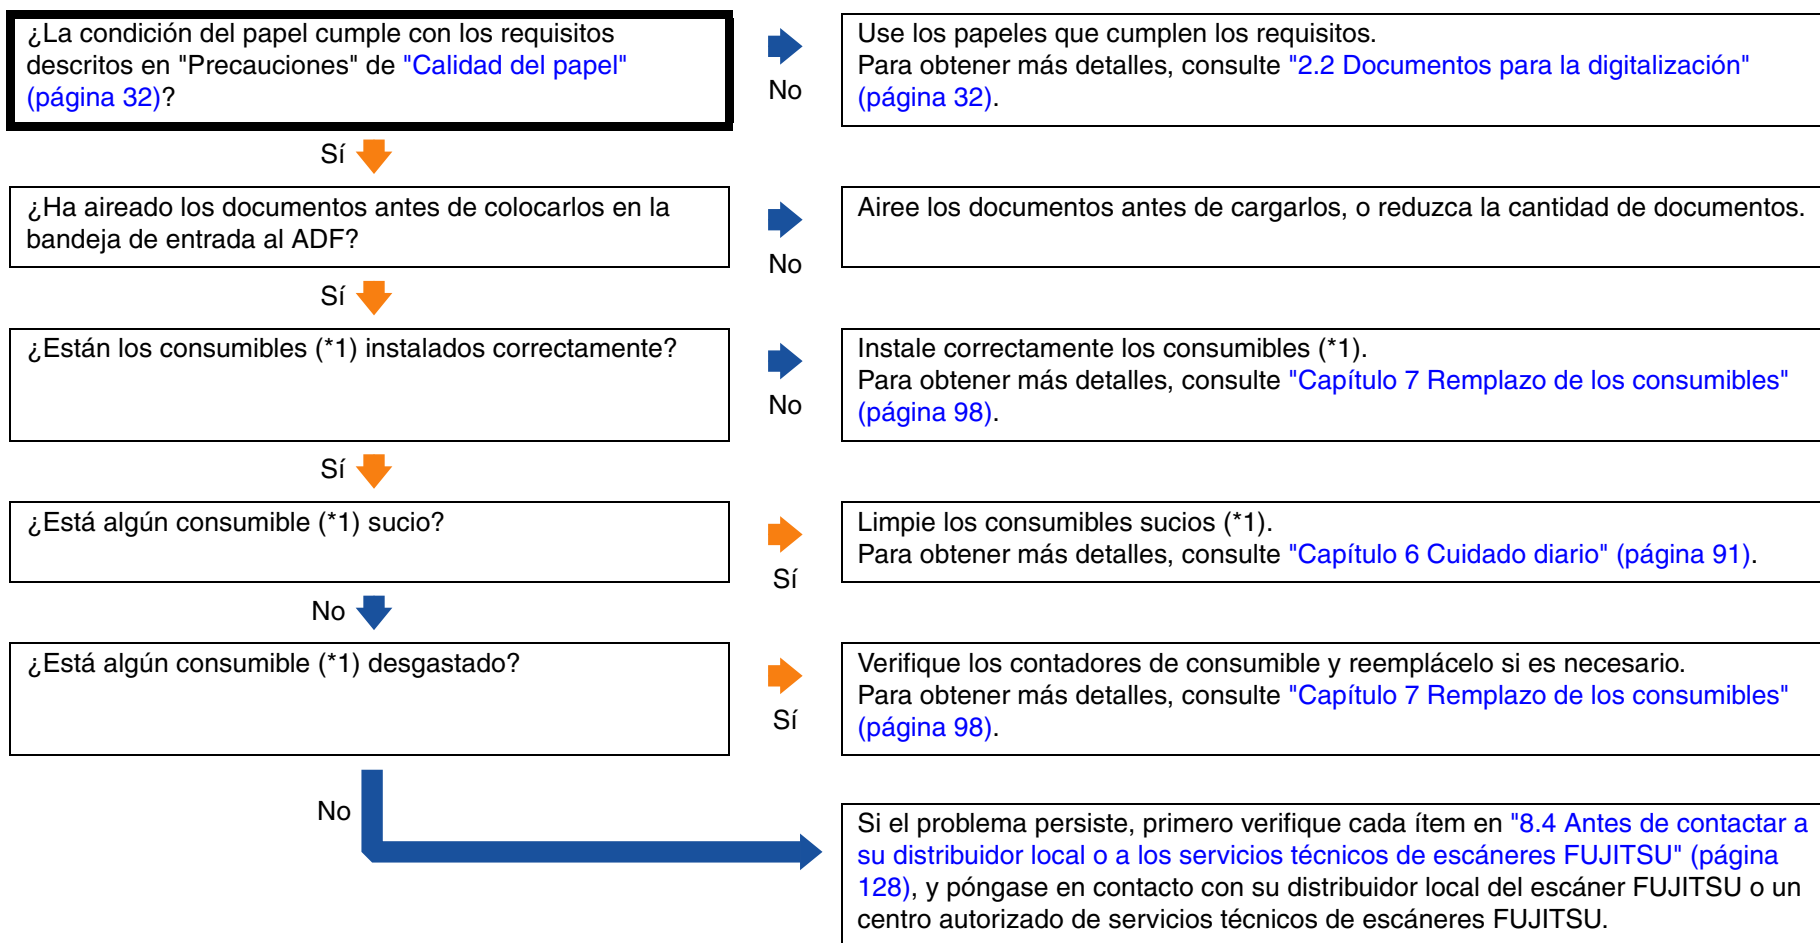 ¿La condición del papel cumple con los requisitos
descritos en "Precauciones" de "Calidad del papel"
(página 32)?
No
Use los papeles que cumplen los requisitos.
Para obtener más detalles, consulte "2.2 Documentos para la digitalización"
(página 32).
Sí
¿Ha aireado los documentos antes de colocarlos en la
bandeja de entrada al ADF?
No
Airee los documentos antes de cargarlos, o reduzca la cantidad de documentos.
Sí
¿Están los consumibles (*1) instalados correctamente?
No
Instale correctamente los consumibles (*1).
Para obtener más detalles, consulte "Capítulo 7 Remplazo de los consumibles"
(página 98).
Sí
¿Está algún consumible (*1) sucio?
Sí
Limpie los consumibles sucios (*1).
Para obtener más detalles, consulte "Capítulo 6 Cuidado diario" (página 91).
No
¿Está algún consumible (*1) desgastado?
Sí
Verifique los contadores de consumible y reemplácelo si es necesario.
Para obtener más detalles, consulte "Capítulo 7 Remplazo de los consumibles"
(página 98).
No
Si el problema persiste, primero verifique cada ítem en "8.4 Antes de contactar a
su distribuidor local o a los servicios técnicos de escáneres FUJITSU" (página
128), y póngase en contacto con su distribuidor local del escáner FUJITSU o un
centro autorizado de servicios técnicos de escáneres FUJITSU.